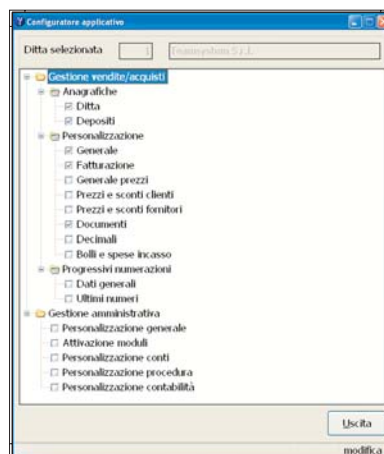 Configuratore applicativo
Ditta selezionata 1 Teamsystem S.r.l.
Gestione vendite/acquisti
Anagrafiche
Ditta
Depositi
Personalizzazione
Generale
Fatturazione
Generale prezzi
Prezzi e sconti clienti
Prezzi e sconti fornitori
Documenti
Decimali
Bolli e spese incasso
Progressivi numerazioni
Dati generali
Ultimi numeri
Gestione amministrativa
Personalizzazione generale
Attivazione moduli
Personalizzazione conti
Personalizzazione procedura
Personalizzazione contabilità
Uscita
modifica